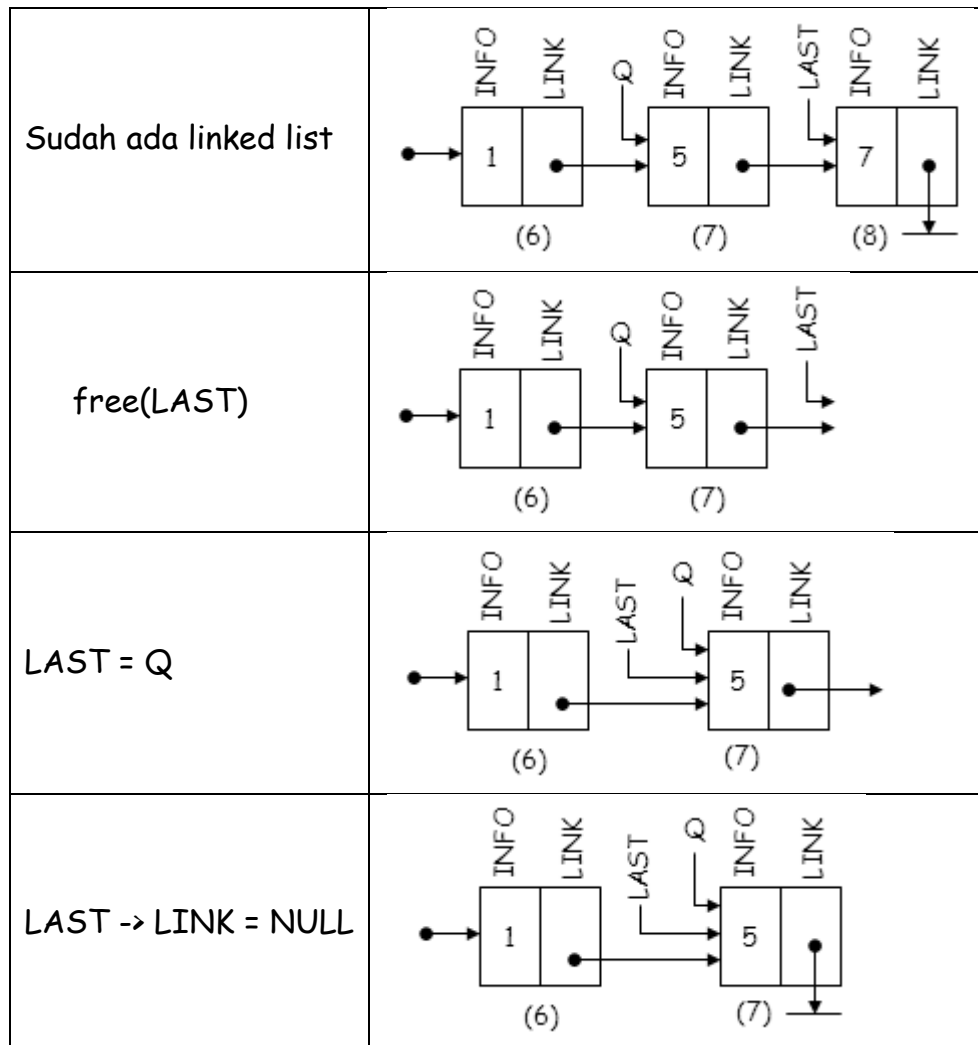 Sudah ada linked list
INFO LINK Q INFO LINK LAST INFO LINK
1 5 7
(6) (7) (8)
free(LAST)
INFO LINK Q INFO LINK LAST
1 5
(6) (7)
LAST = Q
INFO LINK LAST Q INFO LINK
1 5
(6) (7)
LAST -> LINK = NULL
INFO LINK LAST Q INFO LINK
1 5
(6) (7)